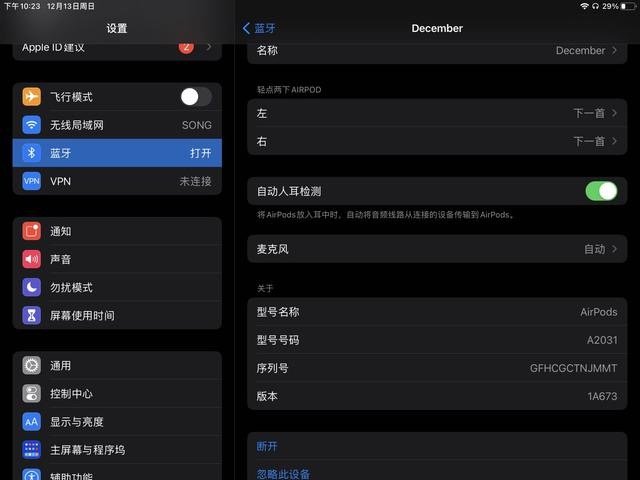 下午10:23 12月13日周日
29%
设置
Apple ID建议
2
飞行模式
无线局域网 SONG
蓝牙 打开
VPN VPN 未连接
通知
声音
勿扰模式
屏幕使用时间
通用
控制中心
AA 显示与亮度
主屏幕与程序坞
辅助功能
蓝牙 December
名称 December
轻点两下 AIRPOD
左 下一首
右 下一首
自动人耳检测
将AirPods放入耳中时，自动将音频线路从连接的设备传输到AirPods。
麦克风 自动
关于
型号名称 AirPods
型号号码 A2031
序列号 GFHCGCTNJMMT
版本 1A673
断开
忽略此设备